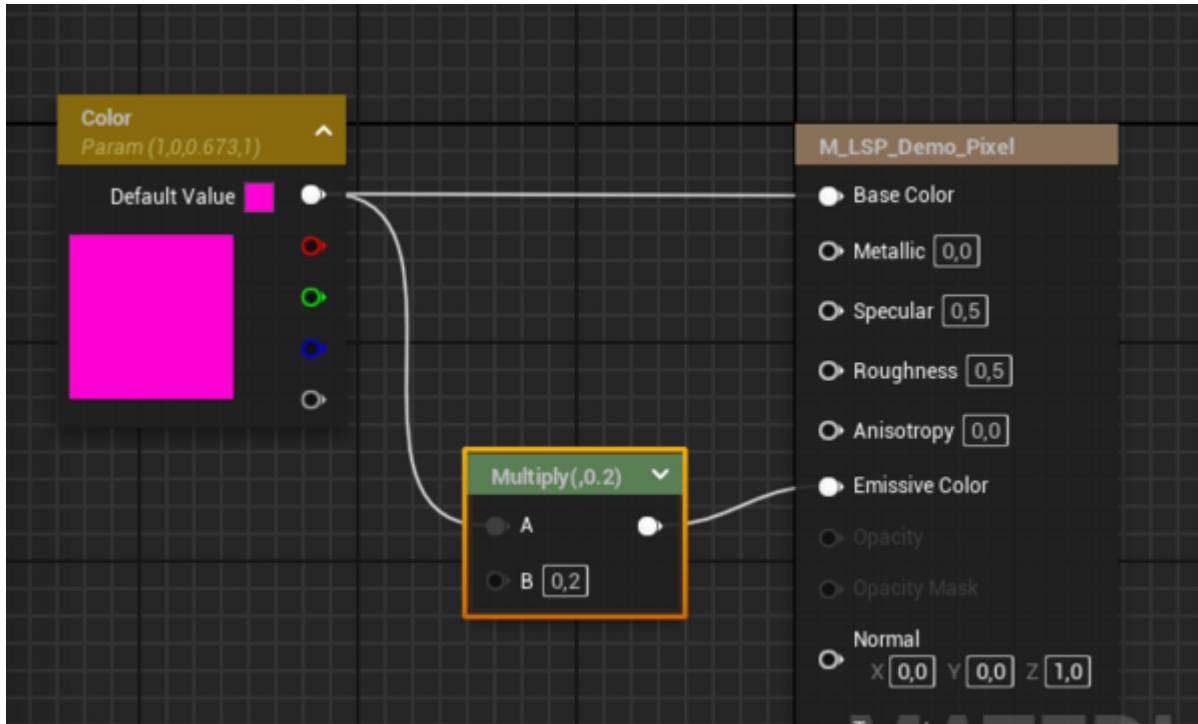 Color
Param (1,0,0.673,1)
Default Value
M_LSP_Demo_Pixel
Base Color
Metallic 0,0
Specular 0,5
Roughness 0,5
Anisotropy 0,0
Emissive Color
Opacity
Opacity Mask
Normal
X 0,0 Y 0,0 Z 1,0
Multiply(,0.2)
A
B 0,2